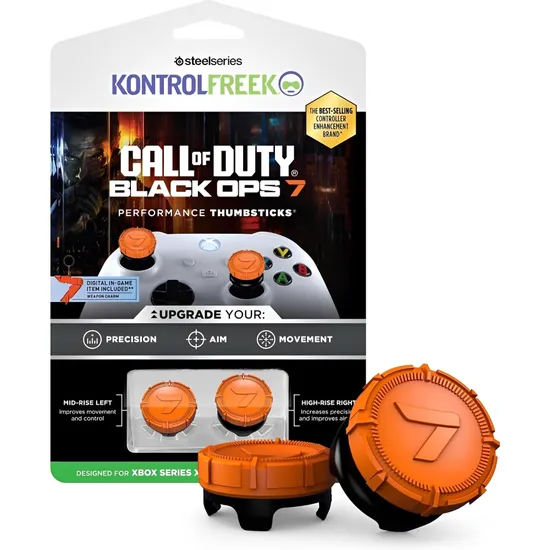 steelseries
KONTROLFREEK
THE BEST-SELLING
CONTROLLER
ENHANCEMENT
BRAND*
CALL OF DUTY
BLACK OPS 7
PERFORMANCE THUMBSTICKS
7
DIGITAL IN-GAME
ITEM INCLUDED**
WEAPON CHARM
Y
B
A
UPGRADE YOUR:
PRECISION
AIM
MOVEMENT
MID-RISE LEFT
Improves movement
and control
HIGH-RISE RIGHT
Increases
and improves
DESIGNED FOR XBOX SERIES X
7